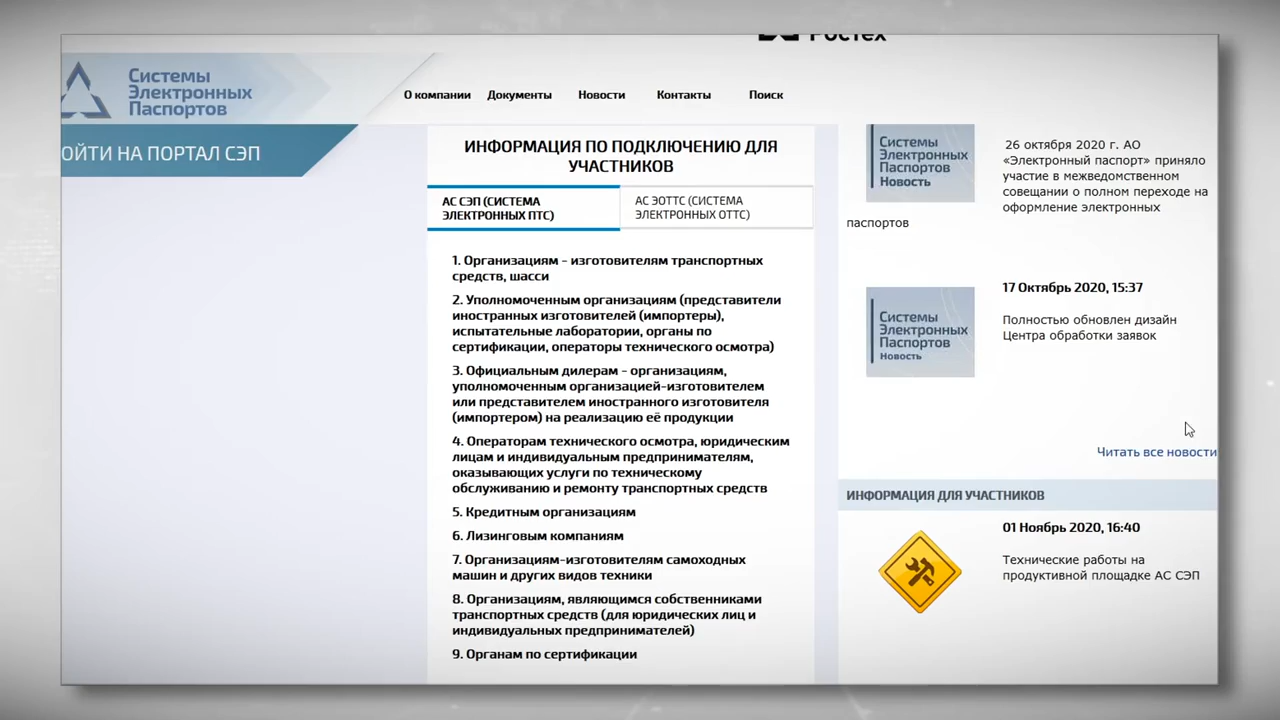 Ростех
Системы
Электронных
Паспортов
О компании Документы Новости Контакты Поиск
ОЙТИ НА ПОРТАЛ СЭП
ИНФОРМАЦИЯ ПО ПОДКЛЮЧЕНИЮ ДЛЯ
УЧАСТНИКОВ
АС СЭП (СИСТЕМА
ЭЛЕКТРОННЫХ ПТС)
АС ЭОТТС (СИСТЕМА
ЭЛЕКТРОННЫХ ОТТС)
1. Организациям - изготовителям транспортных
средств, шасси
2. Уполномоченным организациям (представители
иностранных изготовителей (импортеры),
испытательные лаборатории, органы по
сертификации, операторы технического осмотра)
3. Официальным дилерам - организациям,
уполномоченным организацией-изготовителем
или представителем иностранного изготовителя
(импортером) на реализацию её продукции
4. Операторам технического осмотра, юридическим
лицам и индивидуальным предпринимателям,
оказывающих услуги по техническому
обслуживанию и ремонту транспортных средств
5. Кредитным организациям
6. Лизинговым компаниям
7. Организациям-изготовителям самоходных
машин и других видов техники
8. Организациям, являющимся собственниками
транспортных средств (для юридических лиц и
индивидуальных предпринимателей)
9. Органам по сертификации
Системы
Электронных
Паспортов
Новость
26 октября 2020 г. АО
«Электронный паспорт» приняло
участие в межведомственном
совещании о полном переходе на
оформление электронных
паспортов
Системы
Электронных
Паспортов
Новость
17 Октябрь 2020, 15:37
Полностью обновлен дизайн
Центра обработки заявок
Читать все новости
ИНФОРМАЦИЯ ДЛЯ УЧАСТНИКОВ
01 Ноябрь 2020, 16:40
Технические работы на
продуктивной площадке АС СЭП